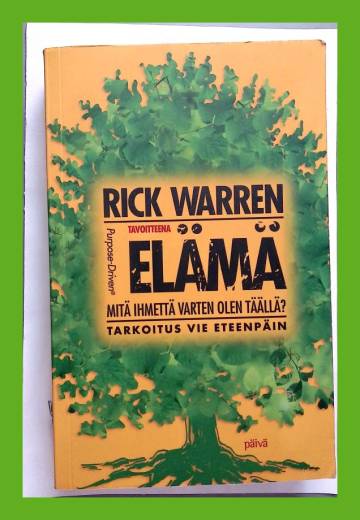 RICK WARREN
TAVOITTEENA
Purpose-Driven®
ELÄMÄ
MITÄ IHMETTÄ VARTEN OLEN TÄÄLLÄ?
TARKOITUS VIE ETEENPÄIN
päivä